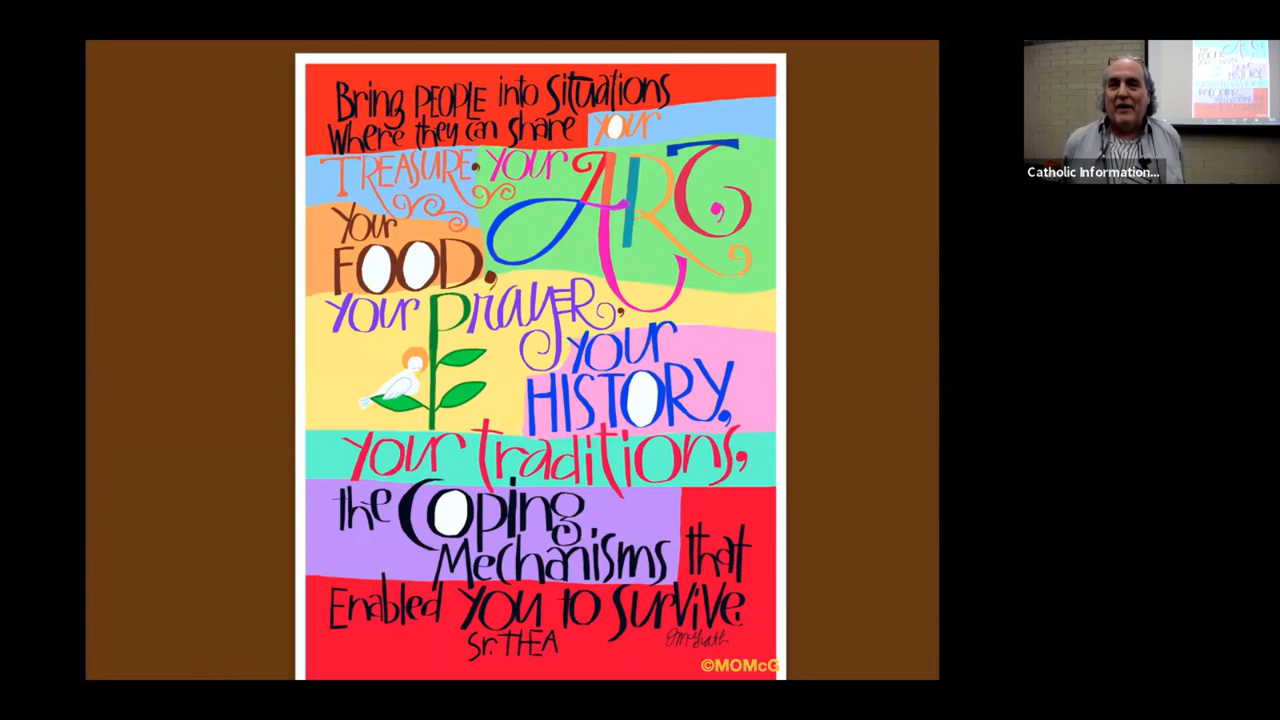 Bring PEOPLE into Situations
Where they can share your
TREASURE, your ART,
your
FOOD,
your prayer,
your
HISTORY,
your traditions,
the Coping
Mechanisms that
Enabled YOU to survive.
Sr. THEA
©MOMcG
Catholic Information...